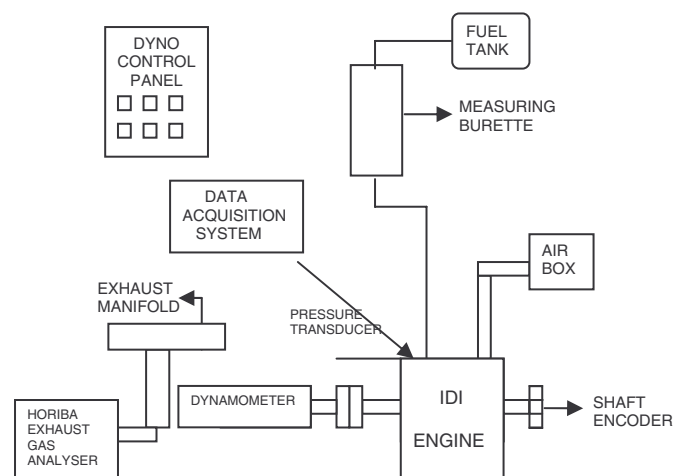 DYNO
CONTROL
PANEL
FUEL
TANK
MEASURING
BURETTE
DATA
ACQUISITION
SYSTEM
AIR
BOX
EXHAUST
MANIFOLD
PRESSURE
TRANSDUCER
DYNAMOMETER
IDI
ENGINE
SHAFT
ENCODER
HORIBA
EXHAUST
GAS
ANALYSER